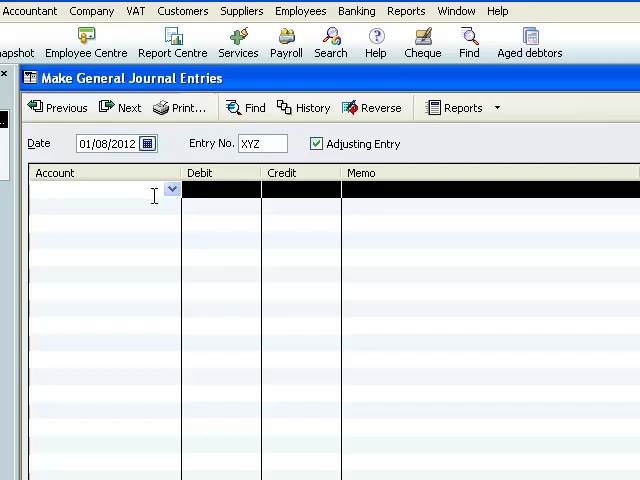 Accountant Company VAT Customers Suppliers Employees Banking Reports Window Help
napshot Employee Centre Report Centre Services Payroll Search Help Cheque Find Aged debtors
Make General Journal Entries
Previous Next Print... Find History Reverse Reports
Date 01/08/2012 Entry No. XYZ Adjusting Entry
Account Debit Credit Memo